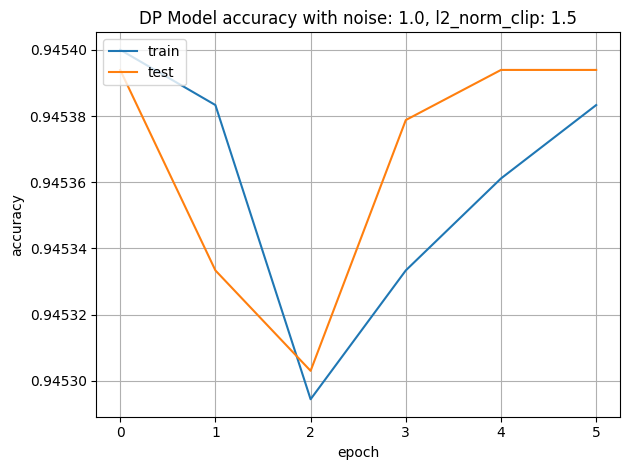 DP Model accuracy with noise: 1.0, l2_norm_clip: 1.5
train
test
0.94540
0.94538
0.94536
0.94534
0.94532
0.94530
accuracy
0 1 2 3 4 5
epoch